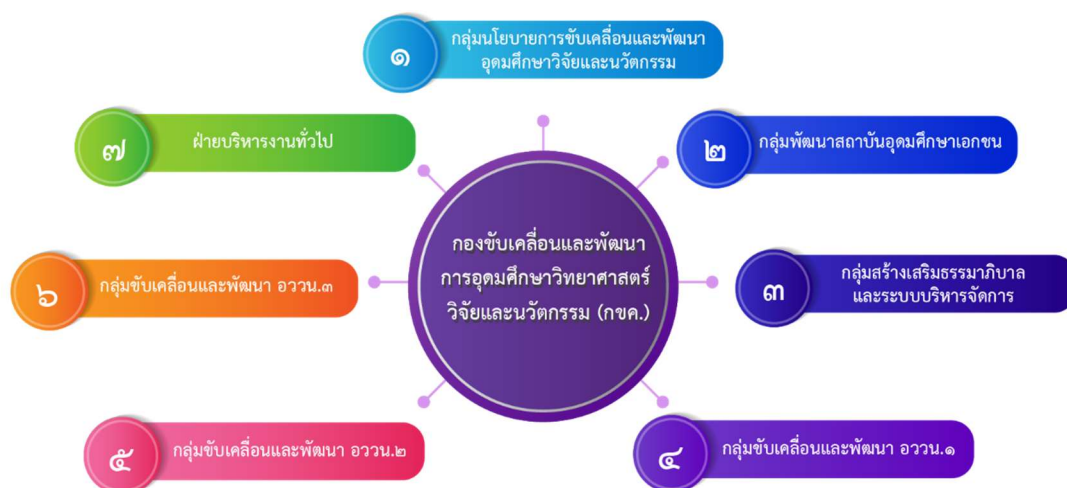 ๑
กลุ่มนโยบายการขับเคลื่อนและพัฒนา
อุดมศึกษาวิจัยและนวัตกรรม
๒
กลุ่มพัฒนาสถาบันอุดมศึกษาเอกชน
๓
กลุ่มสร้างเสริมธรรมาภิบาล
และระบบบริหารจัดการ
๔
กลุ่มขับเคลื่อนและพัฒนา อววน.๑
๕
กลุ่มขับเคลื่อนและพัฒนา อววน.๒
๖
กลุ่มขับเคลื่อนและพัฒนา อววน.๓
๗
ฝ่ายบริหารงานทั่วไป
กองขับเคลื่อนและพัฒนา
การอุดมศึกษาวิทยาศาสตร์
วิจัยและนวัตกรรม (กขค.)